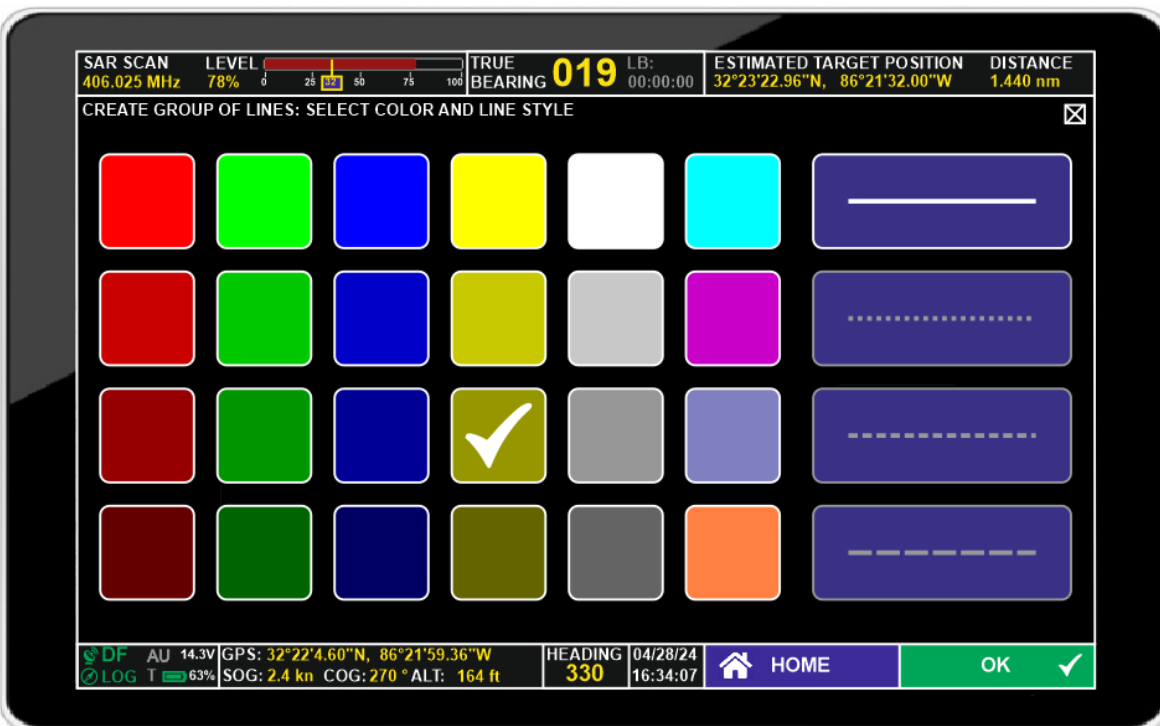 SAR SCAN LEVEL TRUE BEARING 019 LB: ESTIMATED TARGET POSITION DISTANCE
406.025 MHz 78% 0 25 32 50 75 100 00:00:00 32°23'22.96"N, 86°21'32.00"W 1.440 nm
CREATE GROUP OF LINES: SELECT COLOR AND LINE STYLE
DF AU 14.3V GPS: 32°22'4.60"N, 86°21'59.36"W HEADING 04/28/24 HOME OK
LOG T 63% SOG: 2.4 kn COG: 270 ° ALT: 164 ft 330 16:34:07